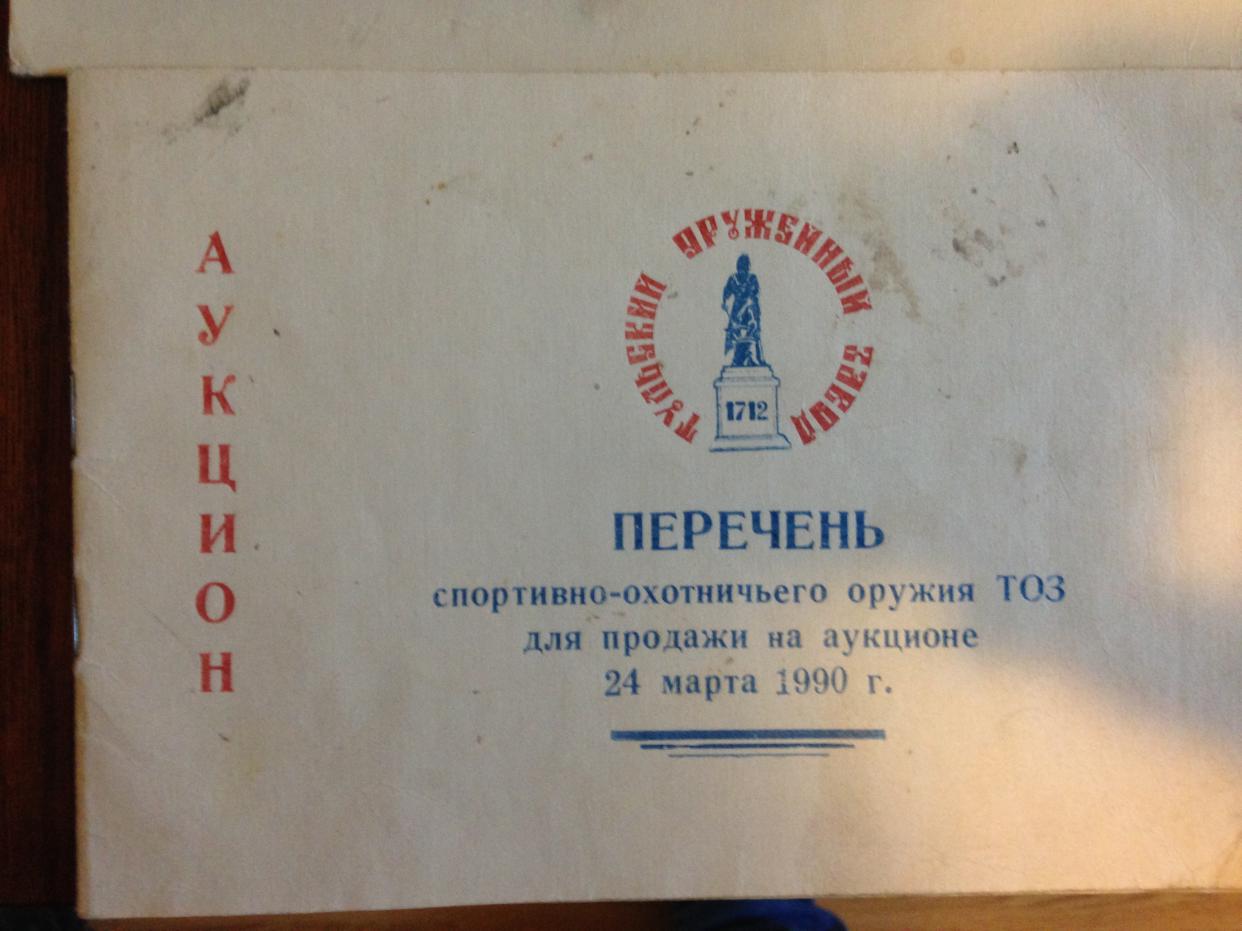 АУКЦИОН
ТУЛЬСКИЙ ОРУЖЕЙНЫЙ ЗАВОД
1712
ПЕРЕЧЕНЬ
спортивно-охотничьего оружия ТОЗ
для продажи на аукционе
24 марта 1990 г.